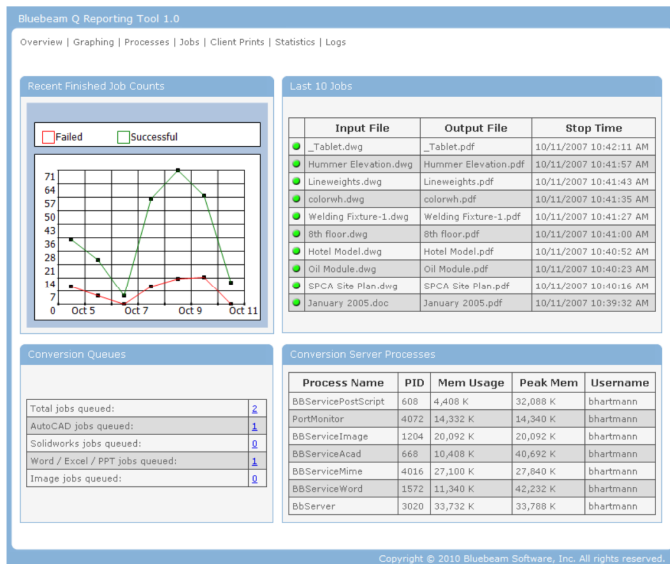 Bluebeam Q Reporting Tool 1.0
Overview | Graphing | Processes | Jobs | Client Prints | Statistics | Logs
Recent Finished Job Counts
Failed Successful
71
64
57
50
43
36
28
21
14
7
0 Oct 5 Oct 7 Oct 9 Oct 11
Last 10 Jobs
Input File Output File Stop Time
_Tablet.dwg _Tablet.pdf 10/11/2007 10:42:11 AM
Hummer Elevation.dwg Hummer Elevation.pdf 10/11/2007 10:41:57 AM
Lineweights.dwg Lineweights.pdf 10/11/2007 10:41:43 AM
colorwh.dwg colorwh.pdf 10/11/2007 10:41:35 AM
Welding Fixture-1.dwg Welding Fixture-1.pdf 10/11/2007 10:41:27 AM
8th floor.dwg 8th floor.pdf 10/11/2007 10:41:00 AM
Hotel Model.dwg Hotel Model.pdf 10/11/2007 10:40:52 AM
Oil Module.dwg Oil Module.pdf 10/11/2007 10:40:23 AM
SPCA Site Plan.dwg SPCA Site Plan.pdf 10/11/2007 10:40:16 AM
January 2005.doc January 2005.pdf 10/11/2007 10:39:32 AM
Conversion Queues
Total jobs queued: 2
AutoCAD jobs queued: 1
Solidworks jobs queued: 0
Word / Excel / PPT jobs queued: 1
Image jobs queued: 0
Conversion Server Processes
Process Name PID Mem Usage Peak Mem Username
BBServicePostScript 608 4,408 K 32,088 K bhartmann
PortMonitor 4072 14,332 K 14,340 K bhartmann
BBServiceImage 1204 20,092 K 20,092 K bhartmann
BBServiceAcad 668 10,408 K 40,692 K bhartmann
BBServiceMime 4016 27,100 K 27,840 K bhartmann
BBServiceWord 1572 11,340 K 42,232 K bhartmann
BbServer 3020 33,732 K 33,788 K bhartmann
Copyright © 2010 Bluebeam Software, Inc. All rights reserved.